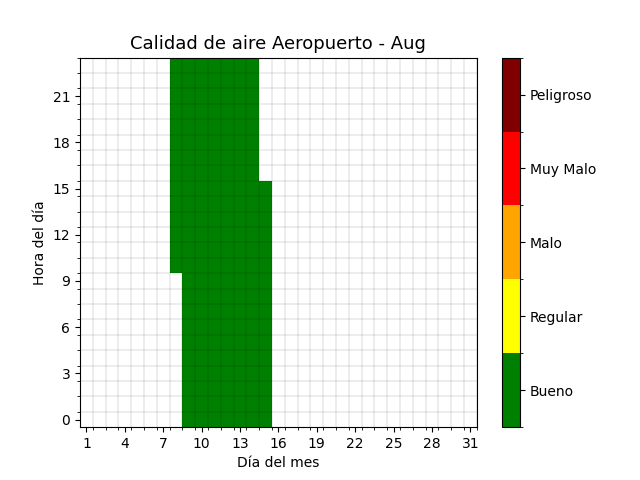 Calidad de aire Aeropuerto - Aug
Peligroso
Muy Malo
Malo
Regular
Bueno
Hora del día
21
18
15
12
9
6
3
0
1 4 7 10 13 16 19 22 25 28 31
Día del mes